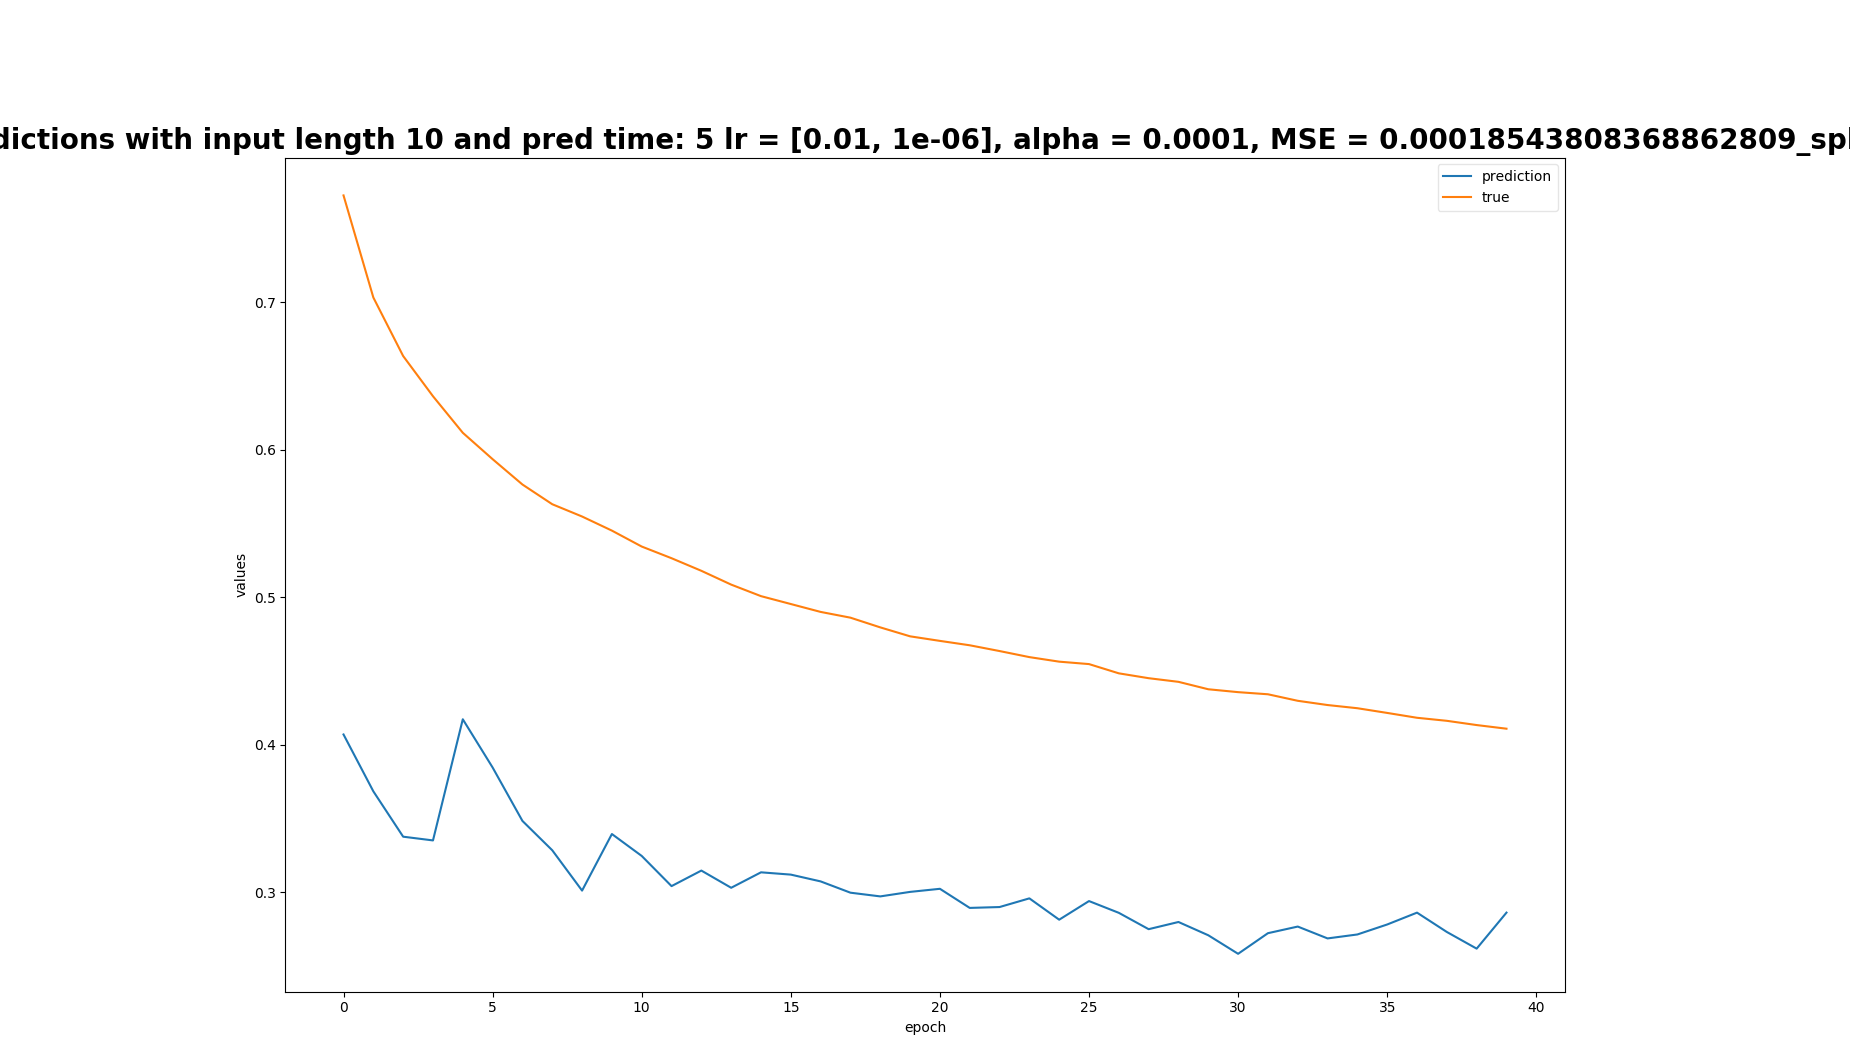 dictions with input length 10 and pred time: 5 lr = [0.01, 1e-06], alpha = 0.0001, MSE = 0.00018543808368862809_spl
prediction
true
0.7
0.6
0.5
0.4
0.3
values
0 5 10 15 20 25 30 35 40
epoch